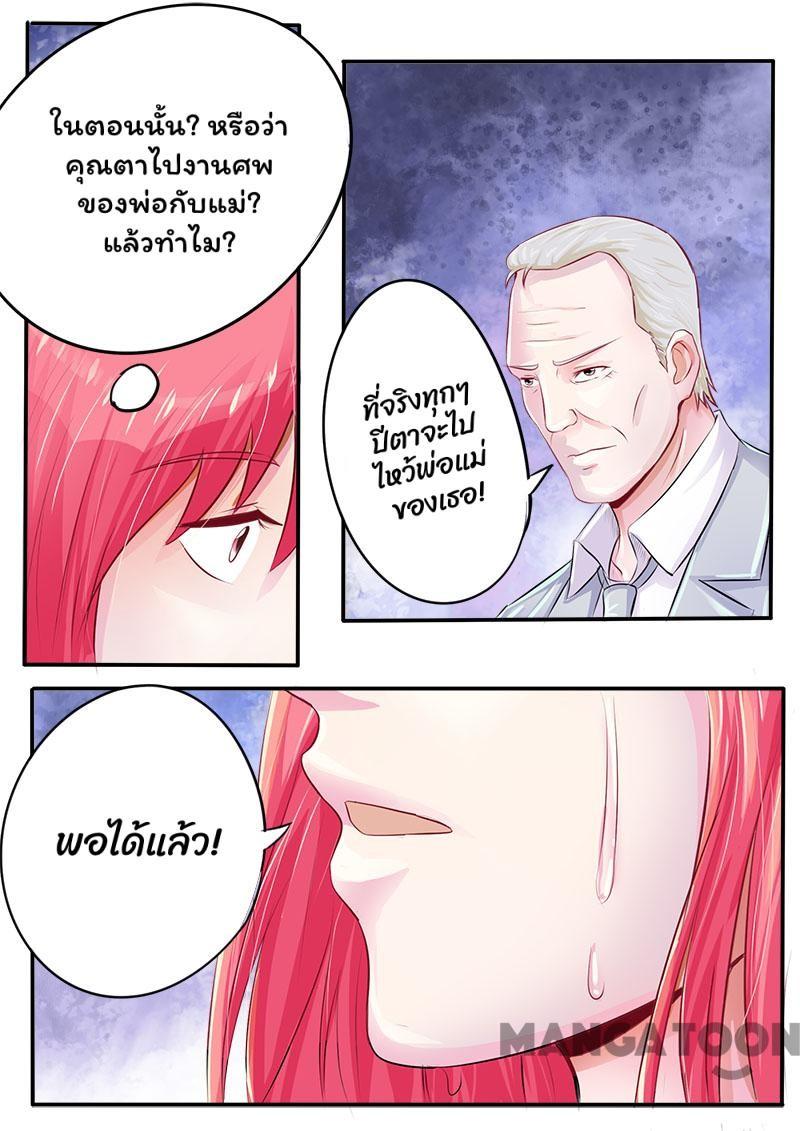 ในตอนนั้น? หรือว่า
คุณตาไปงานศพ
ของพ่อกับแม่?
แล้วทำไม?
ที่จริงทุกๆ
ปีตาจะไป
ไหว้พ่อแม่
ของเธอ!
พอได้แล้ว!
MANGATOON